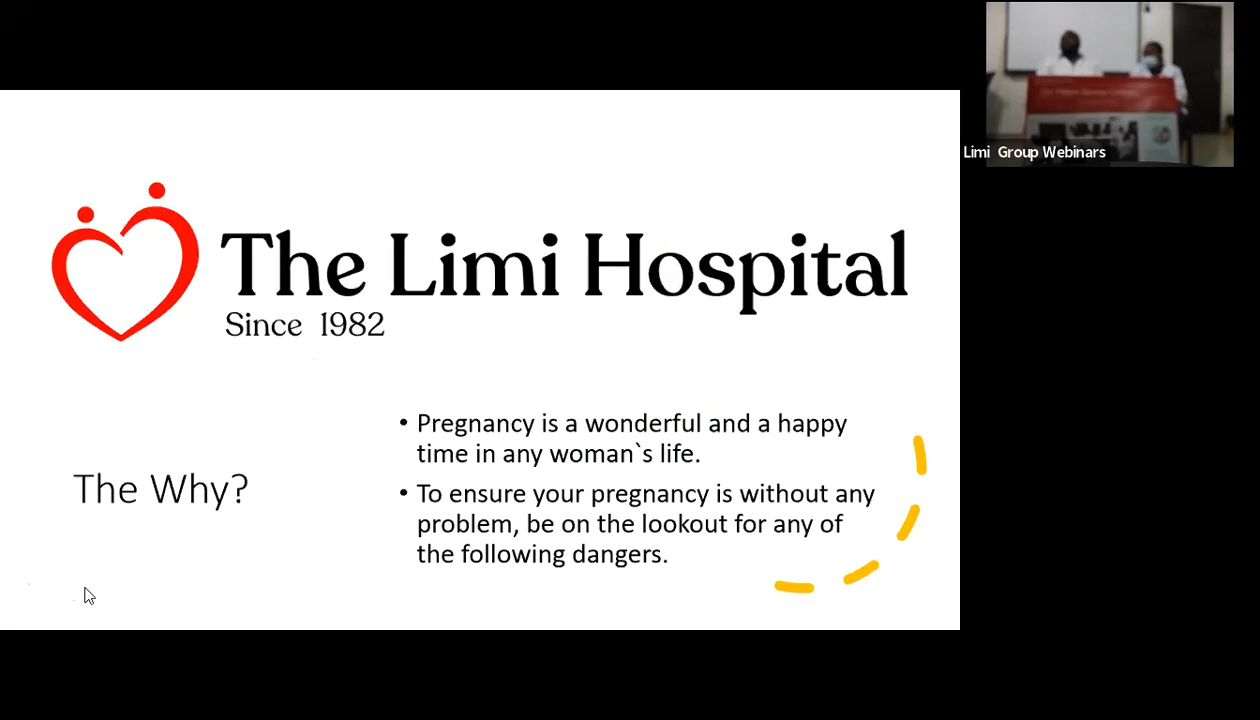 The Limi Hospital
Since 1982
The Why?
• Pregnancy is a wonderful and a happy
time in any woman`s life.
• To ensure your pregnancy is without any
problem, be on the lookout for any of
the following dangers.
Limi Group Webinars